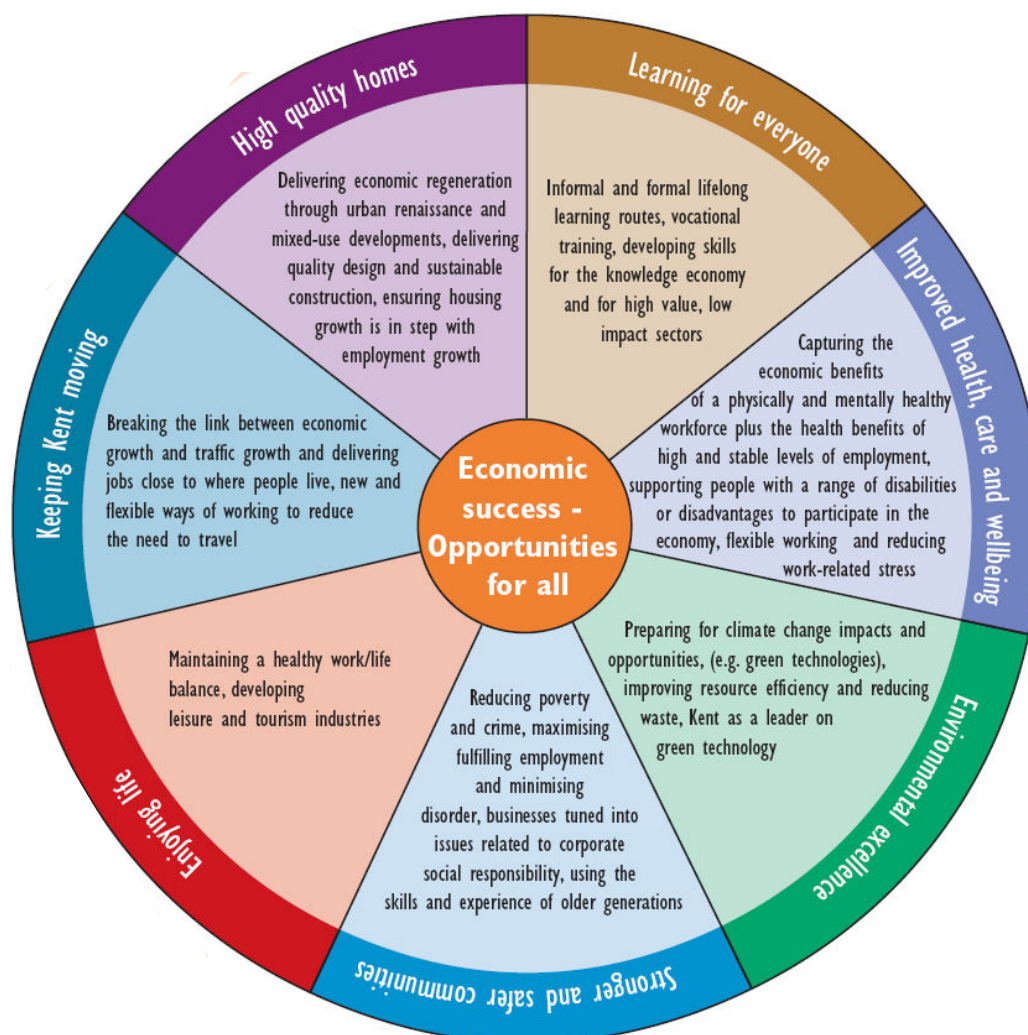 High quality homes
Delivering economic regeneration
through urban renaissance and
mixed-use developments, delivering
quality design and sustainable
construction, ensuring housing
growth is in step with
employment growth
Learning for everyone
Informal and formal lifelong
learning routes, vocational
training, developing skills
for the knowledge economy
and for high value, low
impact sectors
Improved health, care and wellbeing
Capturing the
economic benefits
of a physically and mentally healthy
workforce plus the health benefits of
high and stable levels of employment,
supporting people with a range of disabilities
or disadvantages to participate in the
economy, flexible working and reducing
work-related stress
Environmental excellence
Preparing for climate change impacts and
opportunities, (e.g. green technologies),
improving resource efficiency and reducing
waste, Kent as a leader on
green technology
Stronger and safer communities
Reducing poverty
and crime, maximising
fulfilling employment
and minimising
disorder, businesses tuned into
issues related to corporate
social responsibility, using the
skills and experience of older generations
Enjoying life
Maintaining a healthy work/life
balance, developing
leisure and tourism industries
Keeping Kent moving
Breaking the link between economic
growth and traffic growth and delivering
jobs close to where people live, new and
flexible ways of working to reduce
the need to travel
Economic
success -
Opportunities
for all